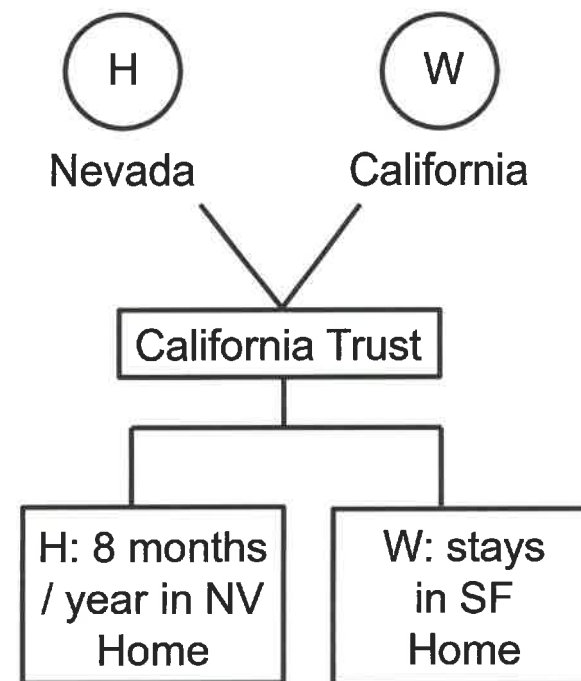 H
W
Nevada
California
California Trust
H: 8 months
/ year in NV
Home
W: stays
in SF
Home